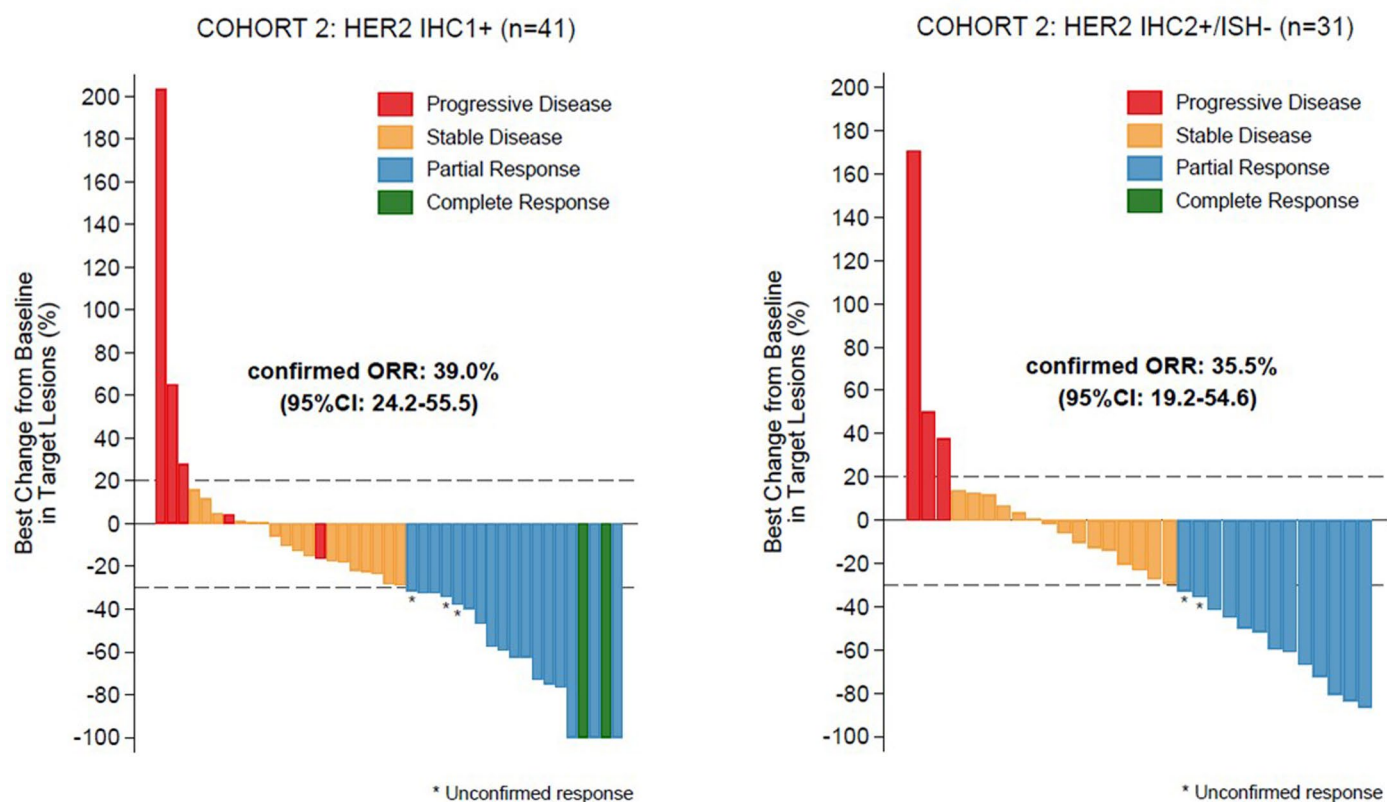 COHORT 2: HER2 IHC1+ (n=41)
200
180
160
140
120
100
80
60
40
20
0
-20
-40
-60
-80
-100
Best Change from Baseline
in Target Lesions (%)
Progressive Disease
Stable Disease
Partial Response
Complete Response
confirmed ORR: 39.0%
(95%CI: 24.2-55.5)
*
*
*
* Unconfirmed response
COHORT 2: HER2 IHC2+/ISH- (n=31)
200
180
160
140
120
100
80
60
40
20
0
-20
-40
-60
-80
-100
Best Change from Baseline
in Target Lesions (%)
Progressive Disease
Stable Disease
Partial Response
Complete Response
confirmed ORR: 35.5%
(95%CI: 19.2-54.6)
*
*
* Unconfirmed response